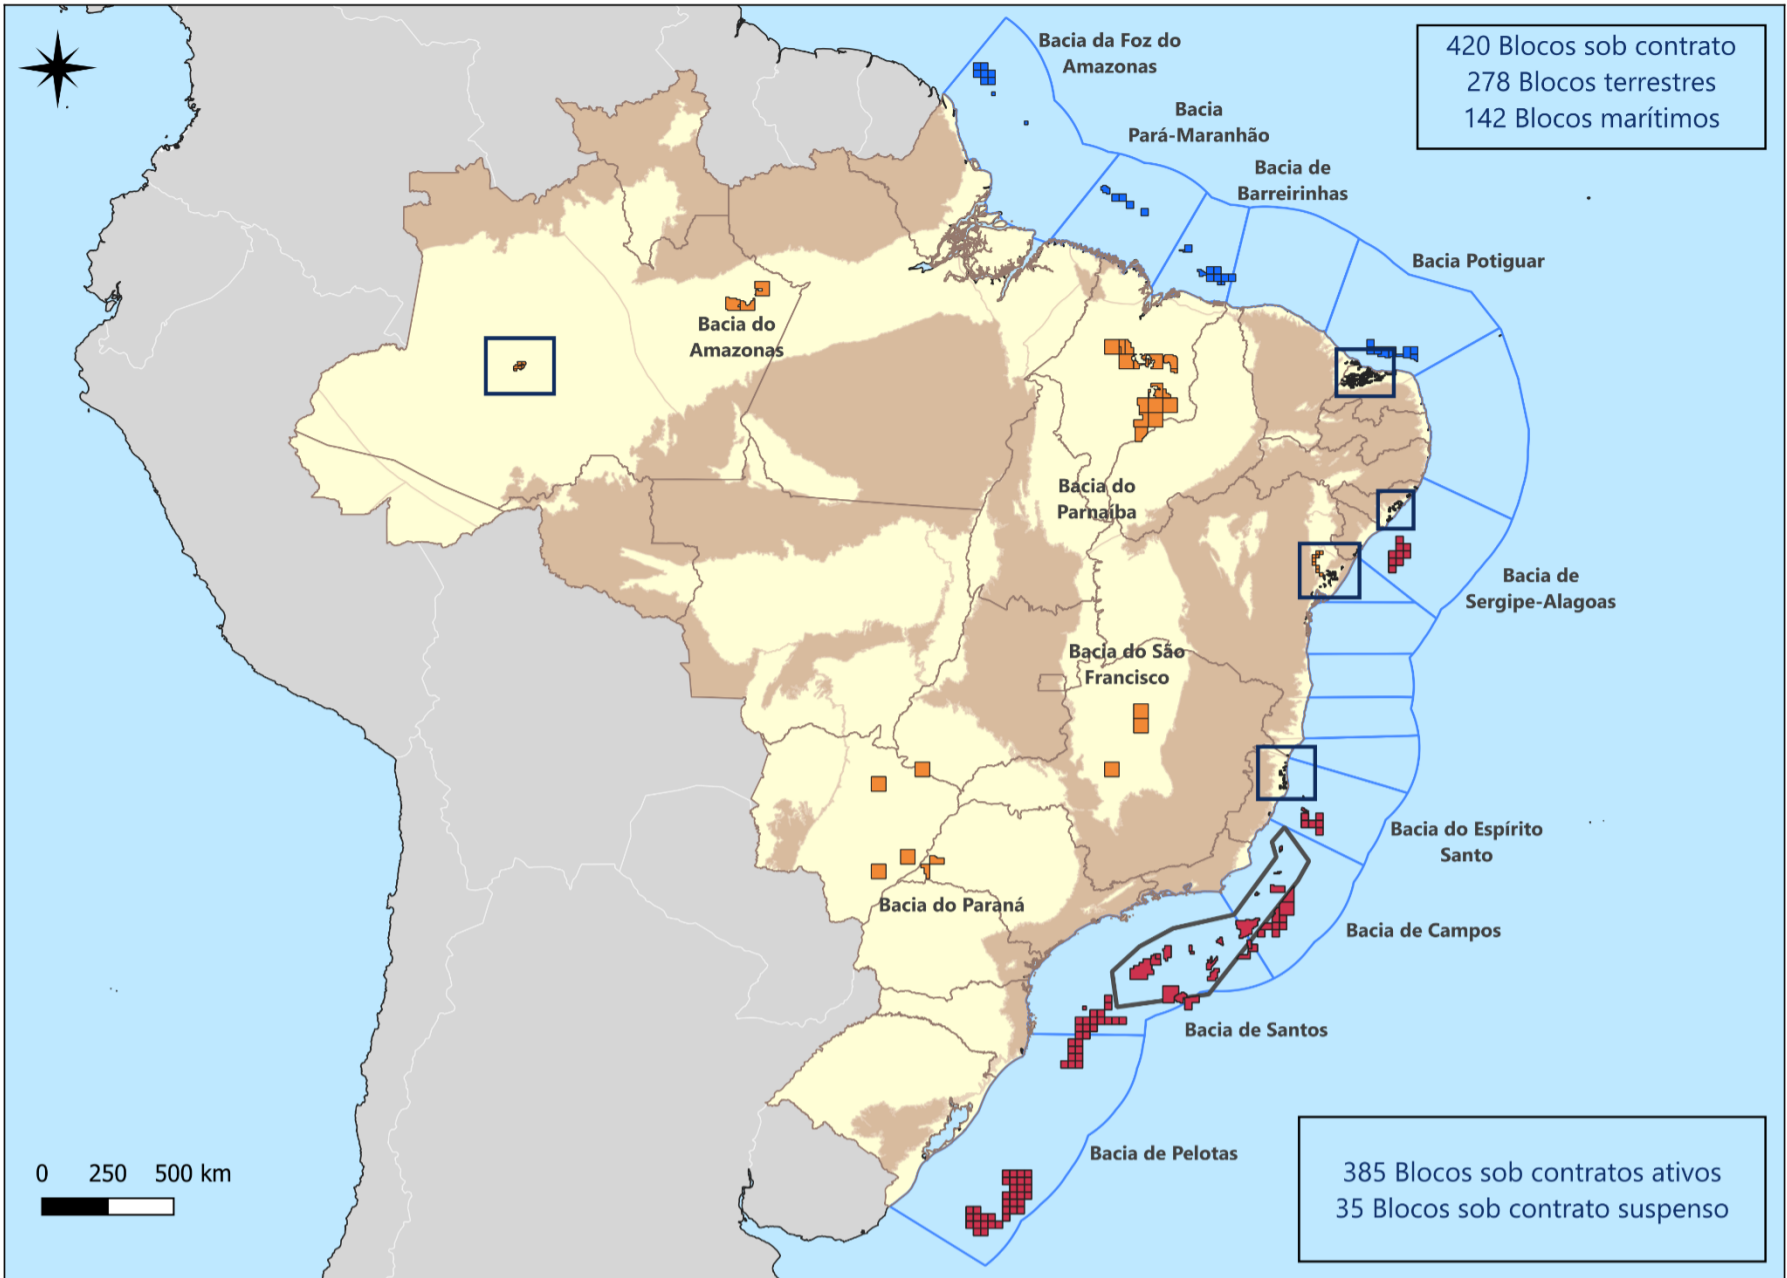 Bacia da Foz do
Amazonas
420 Blocos sob contrato
278 Blocos terrestres
142 Blocos marítimos
Bacia
Pará-Maranhão
Bacia de
Barreirinhas
Bacia Potiguar
Bacia do
Amazonas
Bacia do
Parnaíba
Bacia de
Sergipe-Alagoas
Bacia do São
Francisco
Bacia do Espírito
Santo
Bacia do Paraná
Bacia de Campos
Bacia de Santos
Bacia de Pelotas
0 250 500 km
385 Blocos sob contratos ativos
35 Blocos sob contrato suspenso